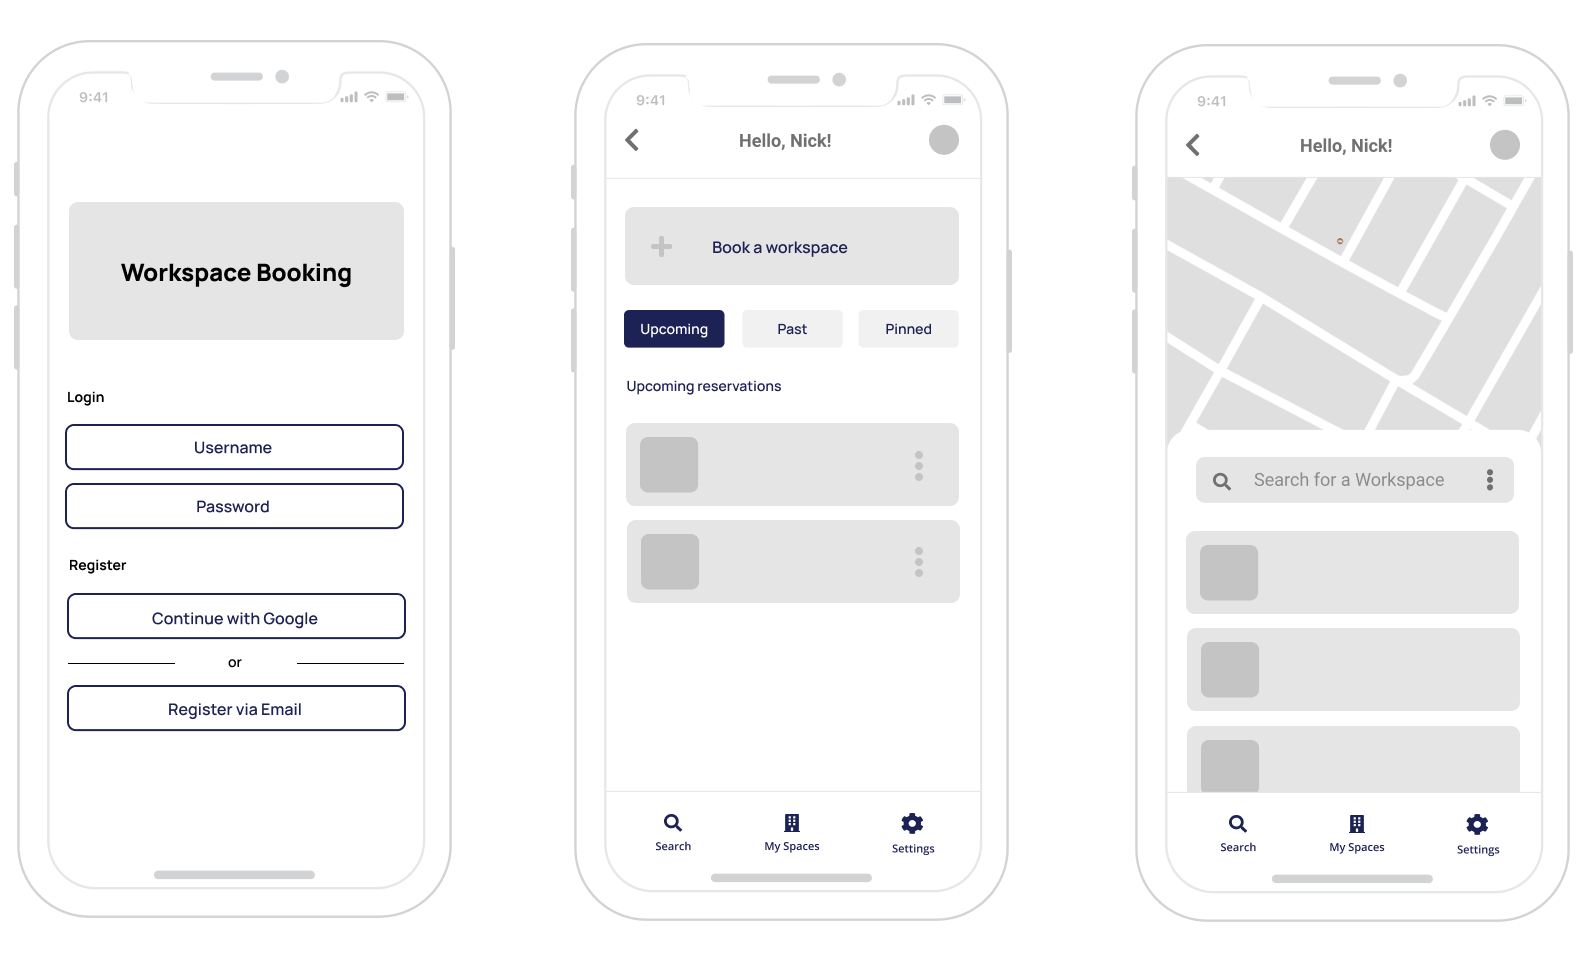 9:41
Workspace Booking
Login
Username
Password
Register
Continue with Google
or
Register via Email
9:41
Hello, Nick!
Book a workspace
Upcoming
Past
Pinned
Upcoming reservations
Search
My Spaces
Settings
9:41
Hello, Nick!
Search for a Workspace
Search
My Spaces
Settings